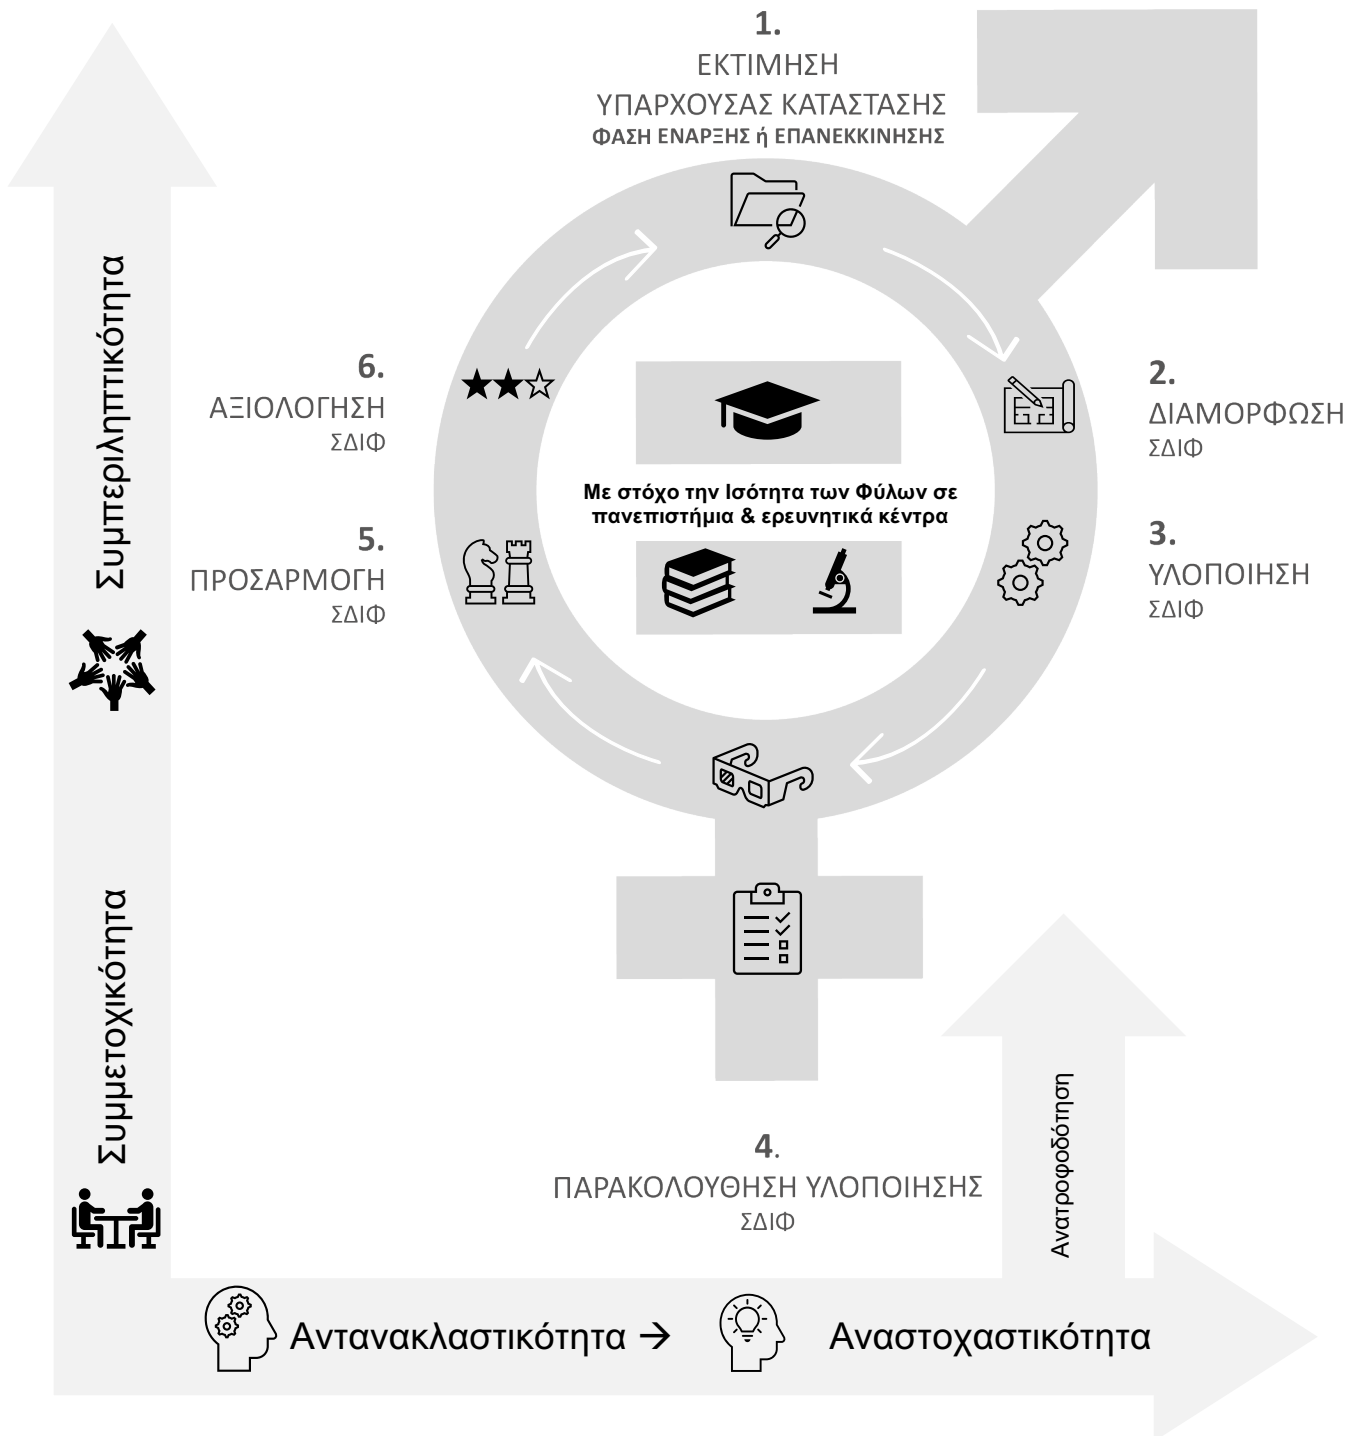 1.
ΕΚΤΙΜΗΣΗ
ΥΠΑΡΧΟΥΣΑΣ ΚΑΤΑΣΤΑΣΗΣ
ΦΑΣΗ ΕΝΑΡΞΗΣ ή ΕΠΑΝΕΚΚΙΝΗΣΗΣ
2.
ΔΙΑΜΟΡΦΩΣΗ
ΣΔΙΦ
3.
ΥΛΟΠΟΙΗΣΗ
ΣΔΙΦ
4.
ΠΑΡΑΚΟΛΟΥΘΗΣΗ ΥΛΟΠΟΙΗΣΗΣ
ΣΔΙΦ
5.
ΠΡΟΣΑΡΜΟΓΗ
ΣΔΙΦ
6.
ΑΞΙΟΛΟΓΗΣΗ
ΣΔΙΦ
Με στόχο την Ισότητα των Φύλων σε
πανεπιστήμια & ερευνητικά κέντρα
Συμπεριληπτικότητα
Συμμετοχικότητα
Ανατροφοδότηση
Αντανακλαστικότητα →
Αναστοχαστικότητα